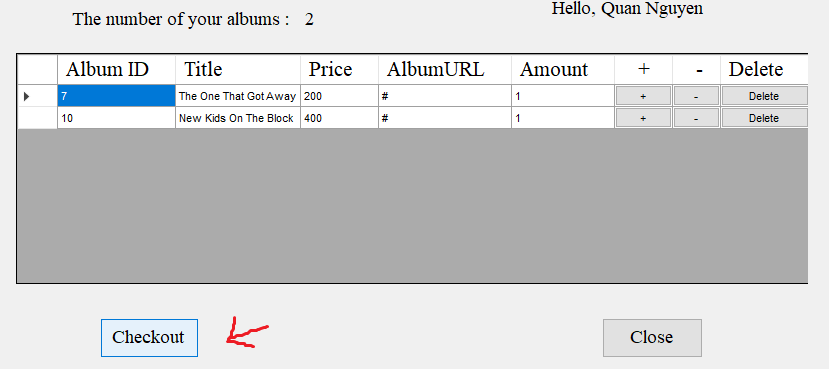 Hello, Quan Nguyen
The number of your albums : 2
Album ID Title Price AlbumURL Amount + - Delete
7 The One That Got Away 200 # 1 + - Delete
10 New Kids On The Block 400 # 1 + - Delete
Checkout Close